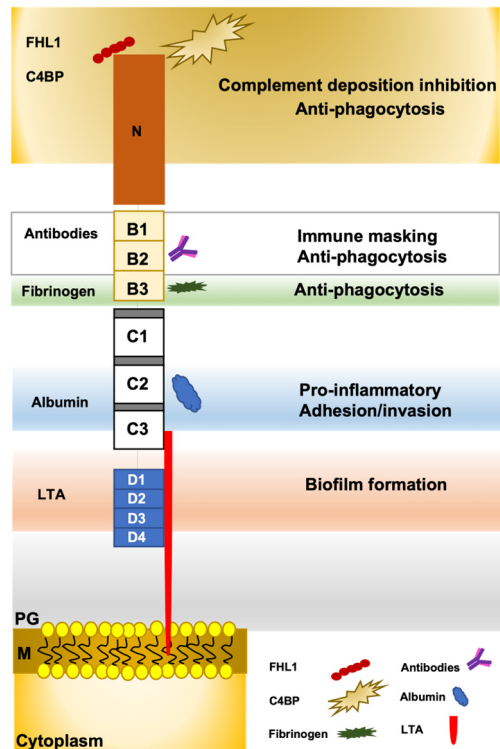 FHL1
C4BP
Complement deposition inhibition
Anti-phagocytosis
N
Antibodies
B1
B2
B3
Immune masking
Anti-phagocytosis
Fibrinogen
Anti-phagocytosis
C1
C2
C3
Albumin
Pro-inflammatory
Adhesion/invasion
LTA
D1
D2
D3
D4
Biofilm formation
PG
M
Cytoplasm
FHL1
C4BP
Fibrinogen
Antibodies
Albumin
LTA